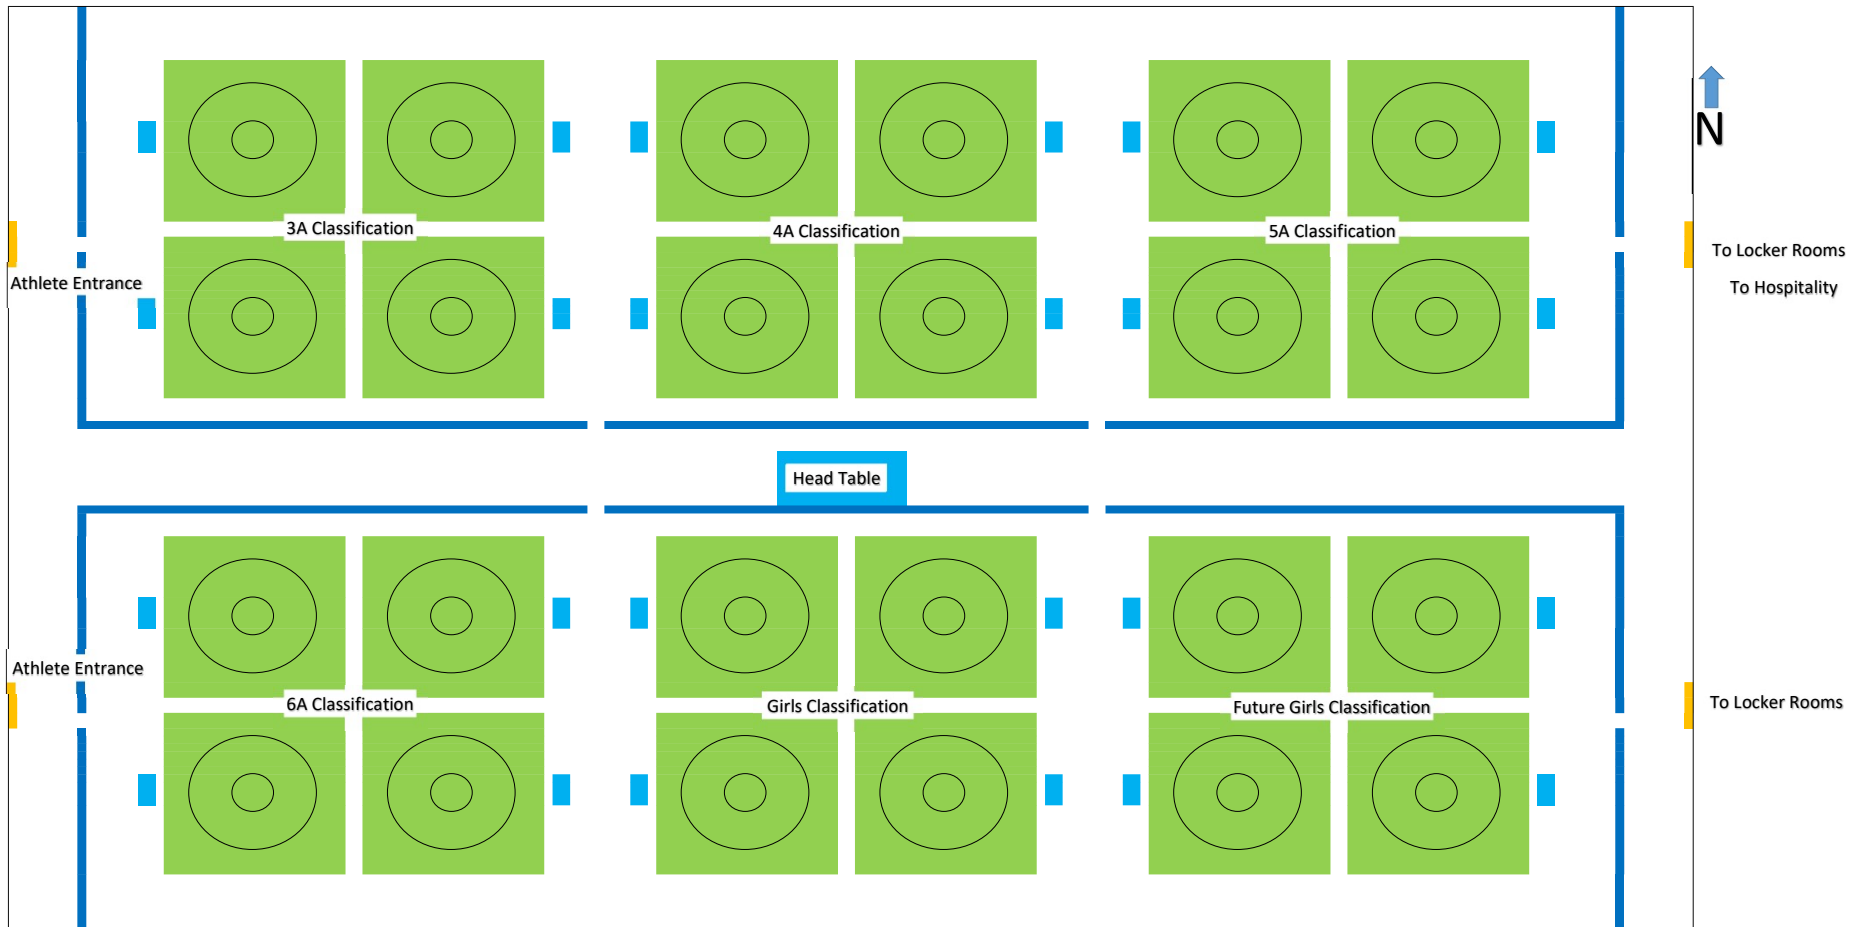 N
3A Classification
4A Classification
5A Classification
To Locker Rooms
Athlete Entrance
To Hospitality
Head Table
Athlete Entrance
6A Classification
Girls Classification
Future Girls Classification
To Locker Rooms